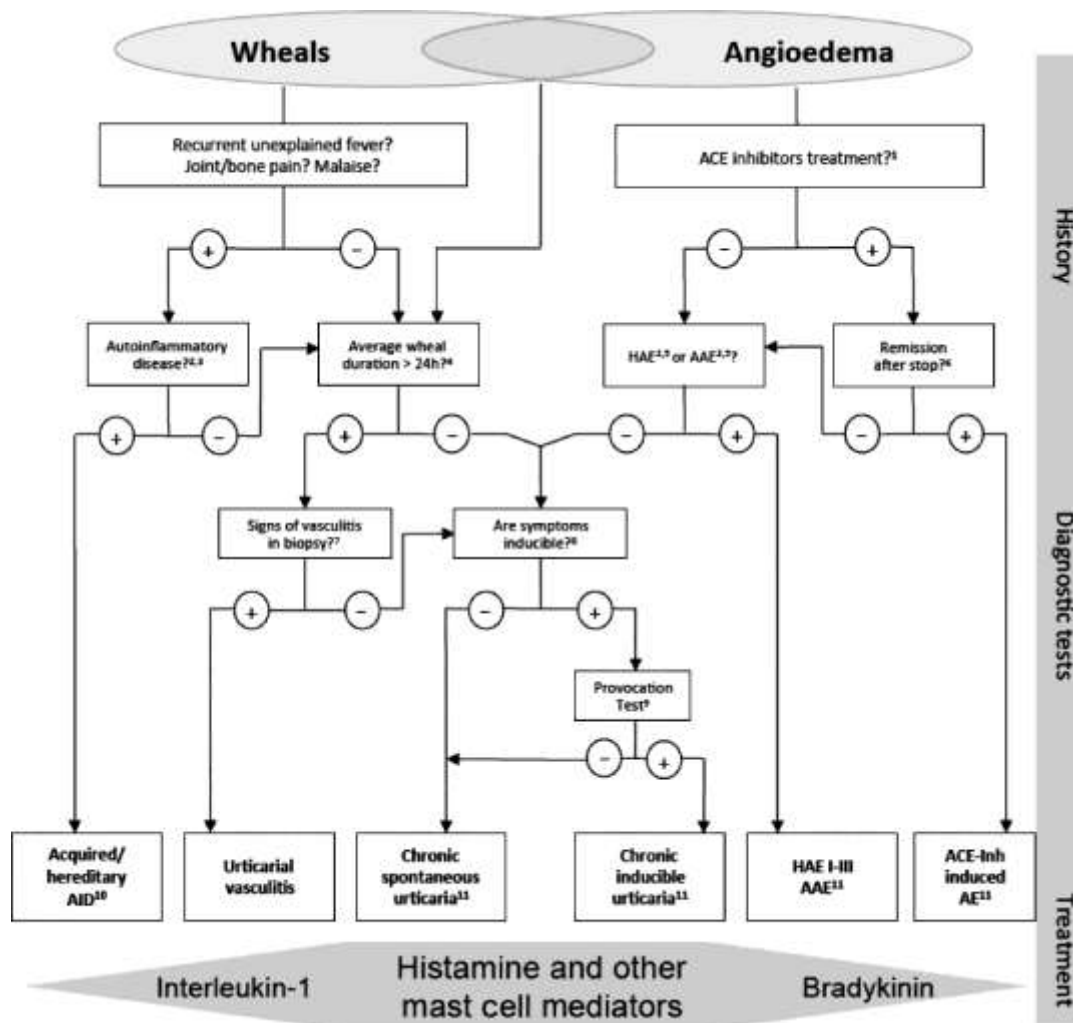 Wheals
Angioedema
Recurrent unexplained fever?
Joint/bone pain? Malaise?
ACE inhibitors treatment?⁵
+
−
−
+
Autoinflammatory
disease?²,³
Average wheal
duration > 24h?⁴
HAE¹,⁵ or AAE²,⁵?
Remission
after stop?⁶
+
−
+
−
−
+
−
+
Signs of vasculitis
in biopsy?⁷
Are symptoms
inducible?⁸
+
−
−
+
Provocation
Test⁹
−
+
Acquired/
hereditary
AID¹⁰
Urticarial
vasculitis
Chronic
spontaneous
urticaria¹¹
Chronic
inducible
urticaria¹¹
HAE I-III
AAE¹¹
ACE-Inh
induced
AE¹¹
Interleukin-1
Histamine and other
mast cell mediators
Bradykinin
History
Diagnostic tests
Treatment